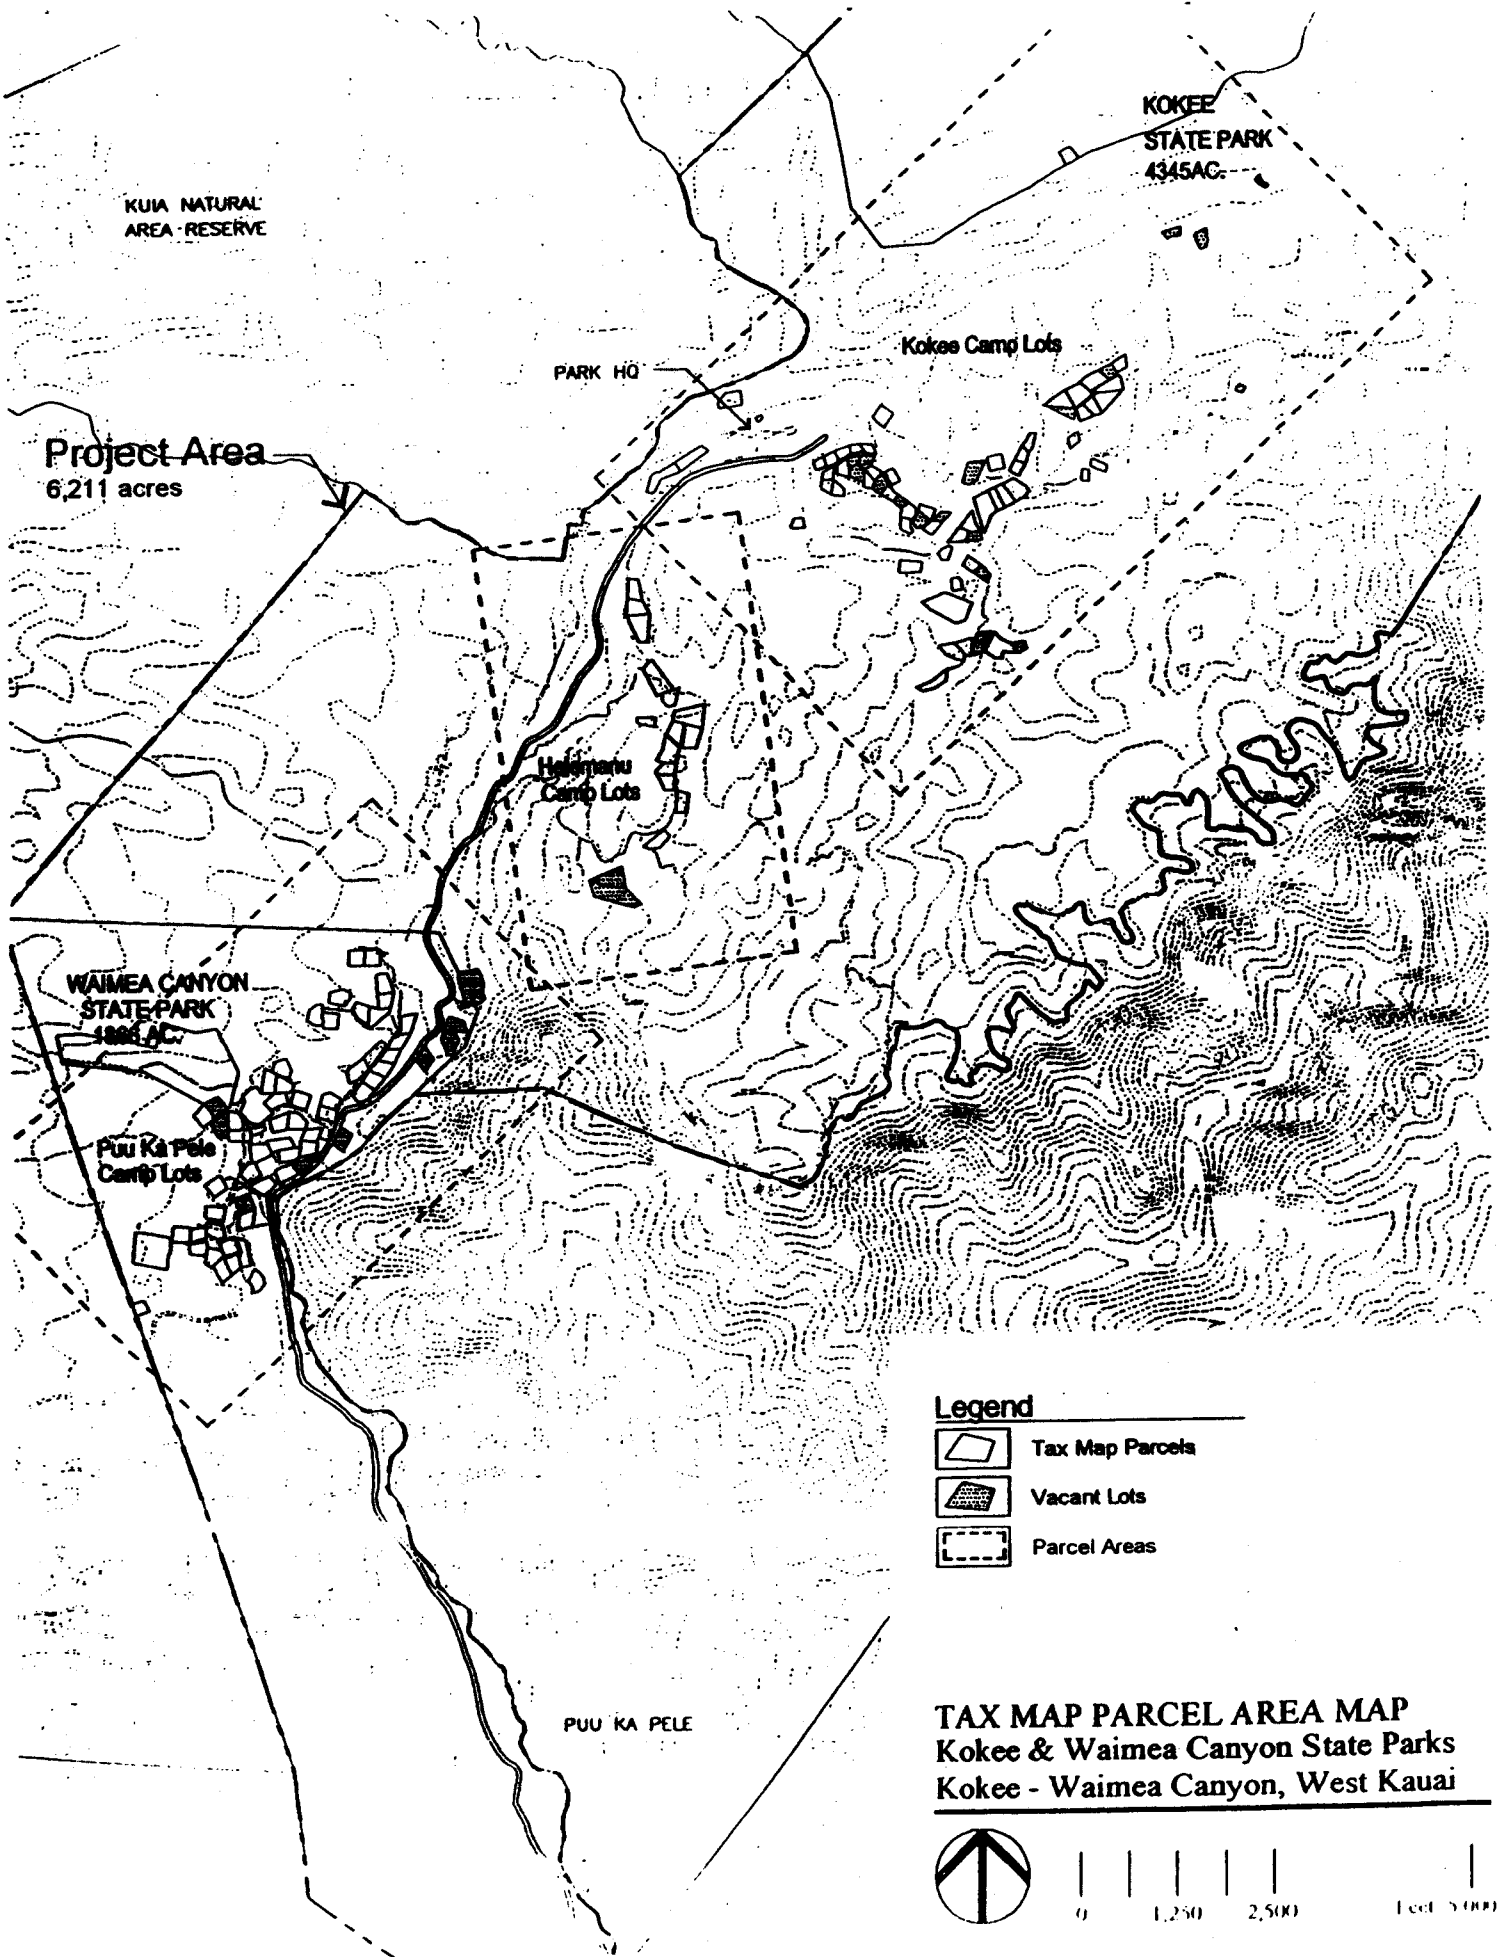 KOKEE
STATE PARK
4345AC.
KUIA NATURAL
AREA RESERVE
Kokee Camp Lots
PARK HQ
Project Area
6,211 acres
Halemanu
Camp Lots
WAIMEA CANYON
STATE PARK
AC.
Puu Ka Pele
Camp Lots
Legend
Tax Map Parcels
Vacant Lots
Parcel Areas
PUU KA PELE
TAX MAP PARCEL AREA MAP
Kokee & Waimea Canyon State Parks
Kokee - Waimea Canyon, West Kauai
0 1,250 2,500 Feet 5,000